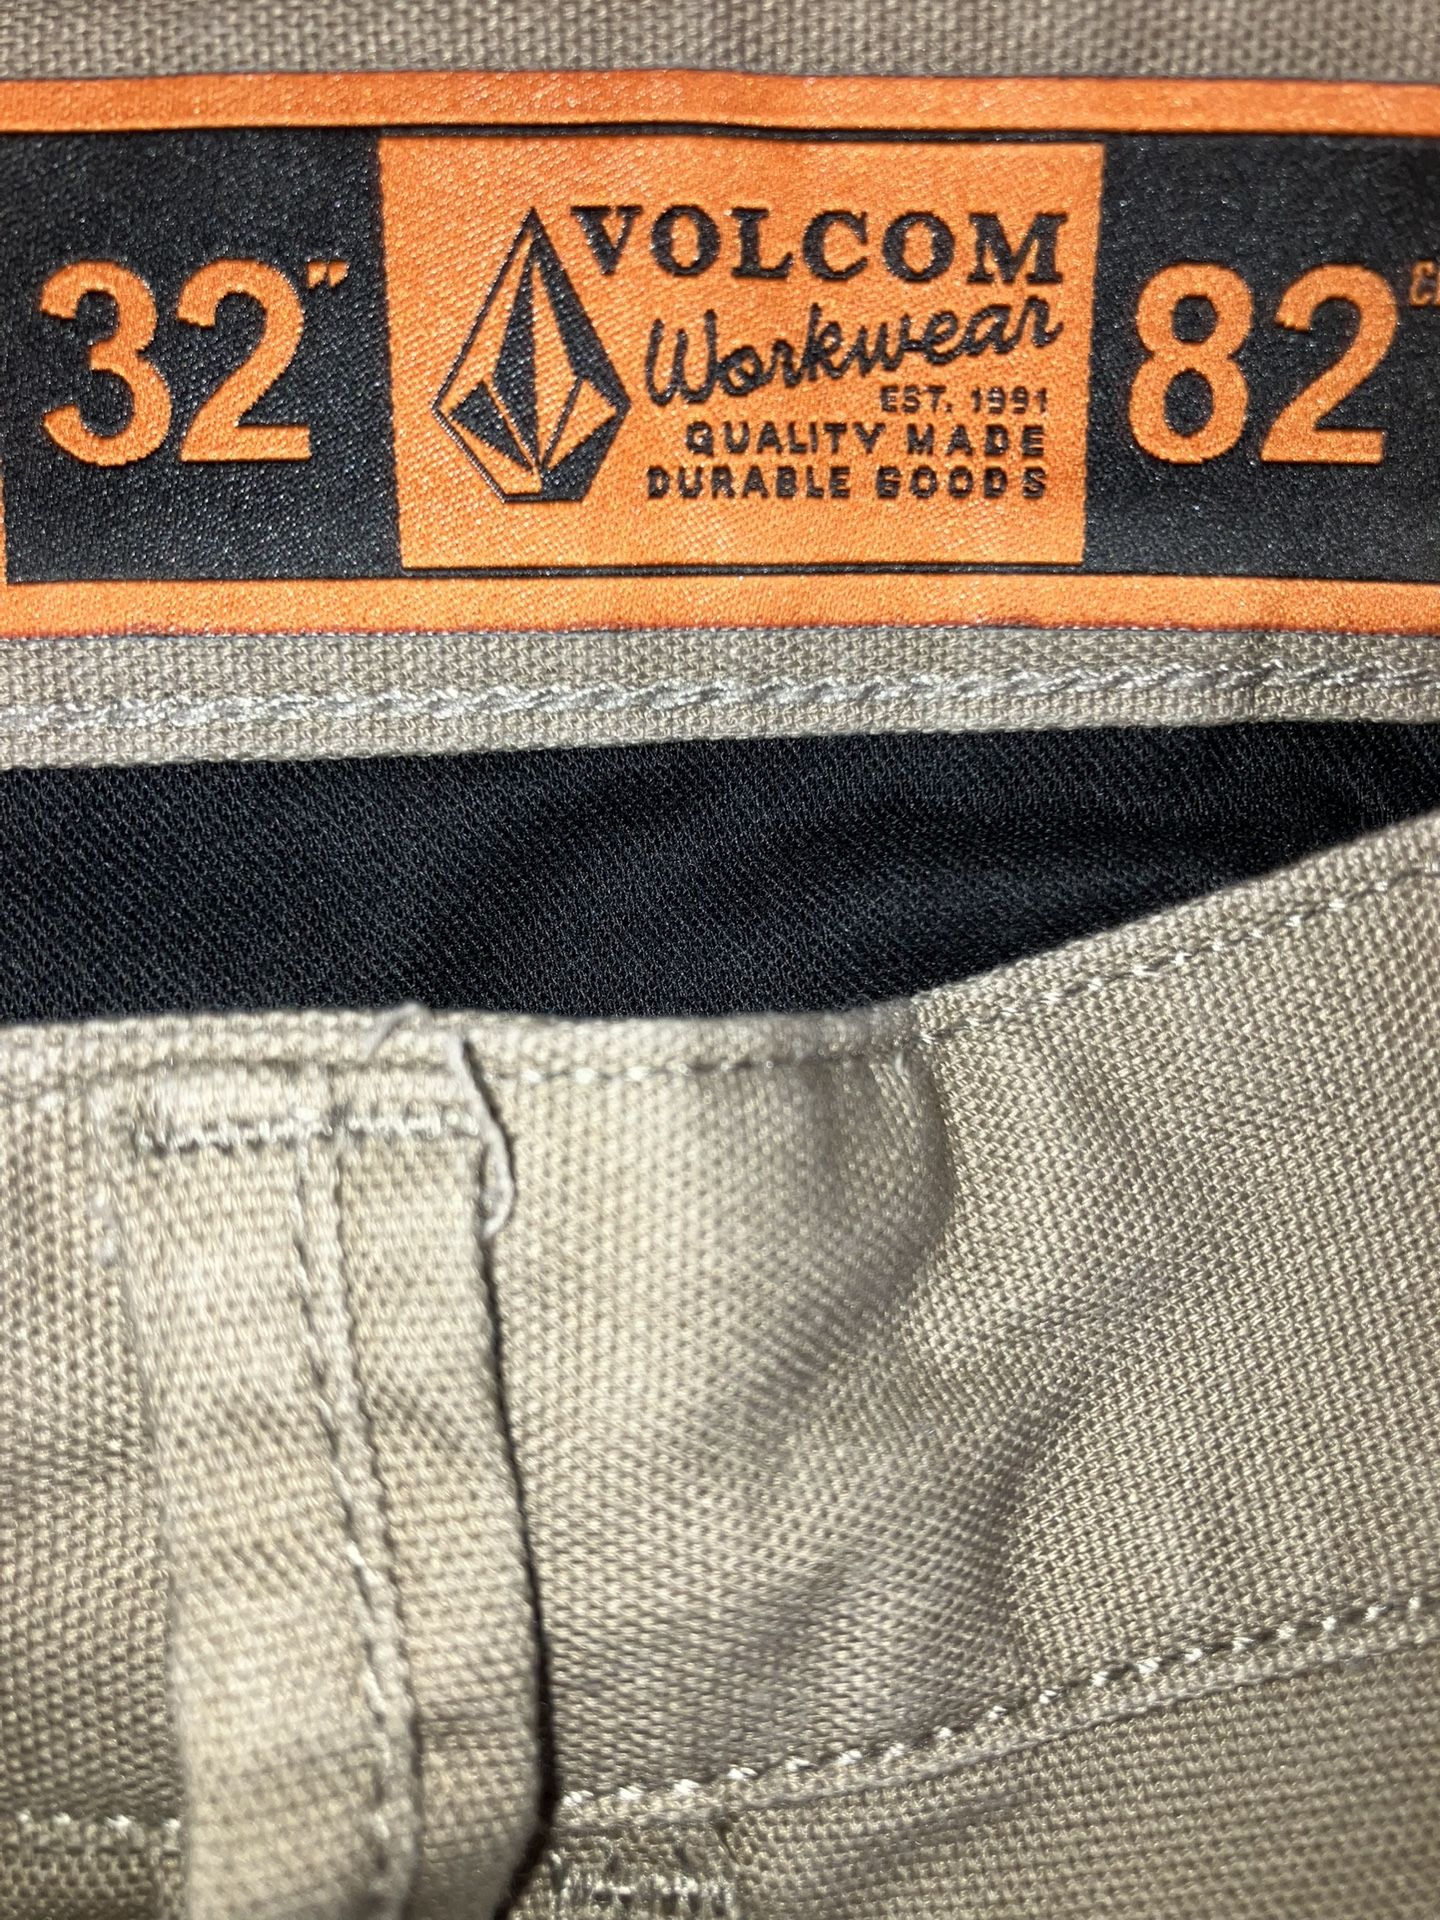 32"
VOLCOM
Workwear
EST. 1991
QUALITY MADE
DURABLE GOODS
82